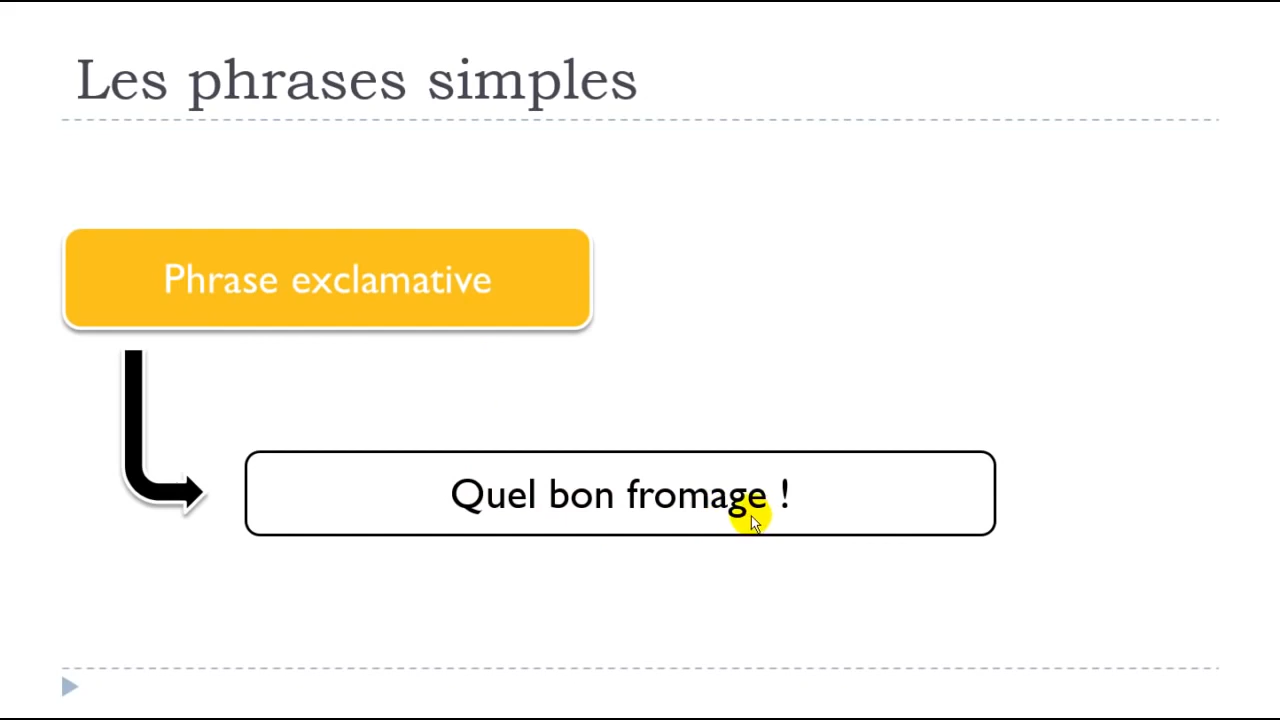 Les phrases simples
Phrase exclamative
Quel bon fromage !